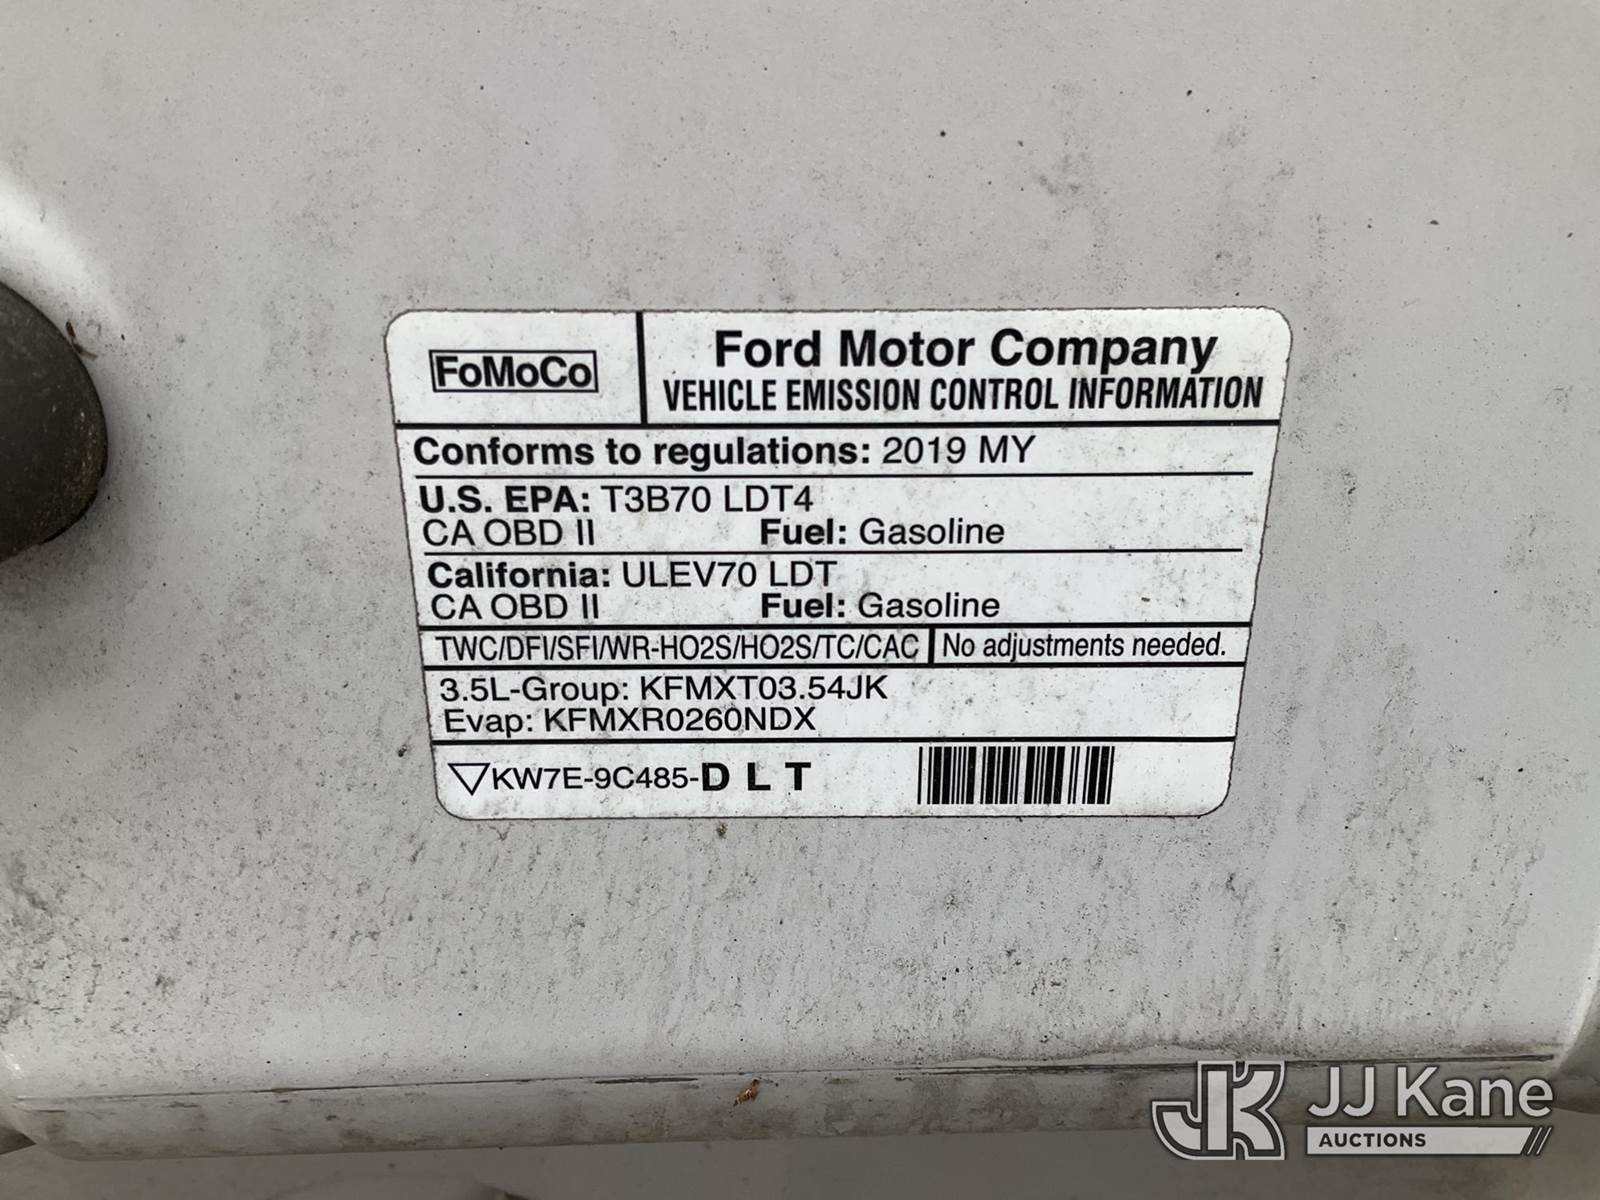 FoMoCo
Ford Motor Company
VEHICLE EMISSION CONTROL INFORMATION
Conforms to regulations: 2019 MY
U.S. EPA: T3B70 LDT4
CA OBD II Fuel: Gasoline
California: ULEV70 LDT
CA OBD II Fuel: Gasoline
TWC/DFI/SFI/WR-HO2S/HO2S/TC/CAC No adjustments needed.
3.5L-Group: KFMXT03.54JK
Evap: KFMXR0260NDX
KW7E-9C485-D L T
JK JJ Kane
AUCTIONS